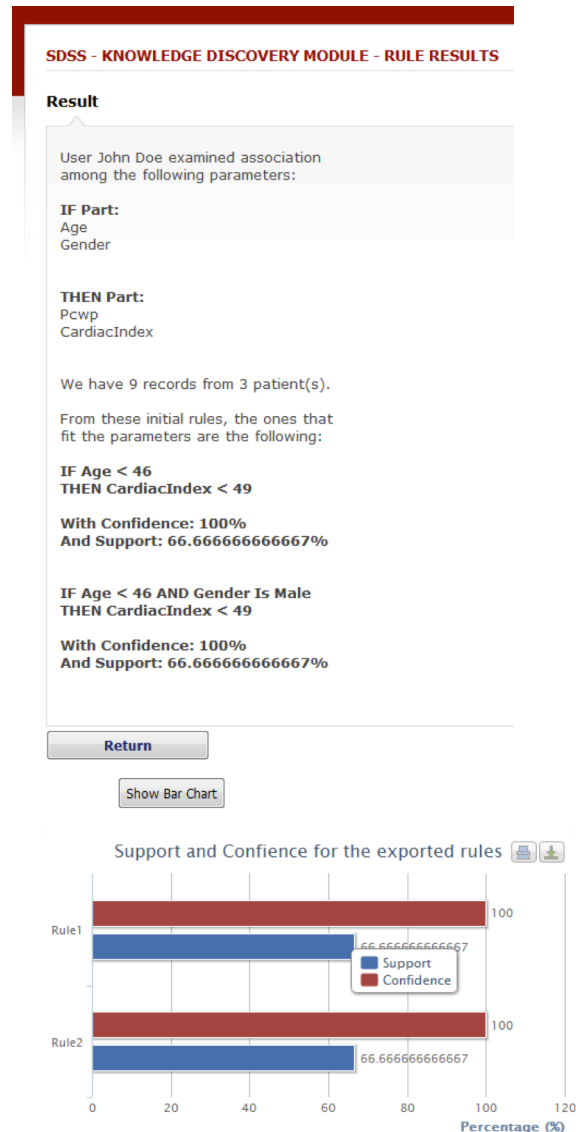 SDSS - KNOWLEDGE DISCOVERY MODULE - RULE RESULTS
Result
User John Doe examined association
among the following parameters:
IF Part:
Age
Gender
THEN Part:
Pcwp
CardiacIndex
We have 9 records from 3 patient(s).
From these initial rules, the ones that
fit the parameters are the following:
IF Age < 46
THEN CardiacIndex < 49
With Confidence: 100%
And Support: 66.666666666667%
IF Age < 46 AND Gender Is Male
THEN CardiacIndex < 49
With Confidence: 100%
And Support: 66.666666666667%
Return
Show Bar Chart
Support and Confience for the exported rules
100
Rule1
66.666666666667
Support
Confidence
100
Rule2
66.666666666667
0 20 40 60 80 100 120
Percentage (%)